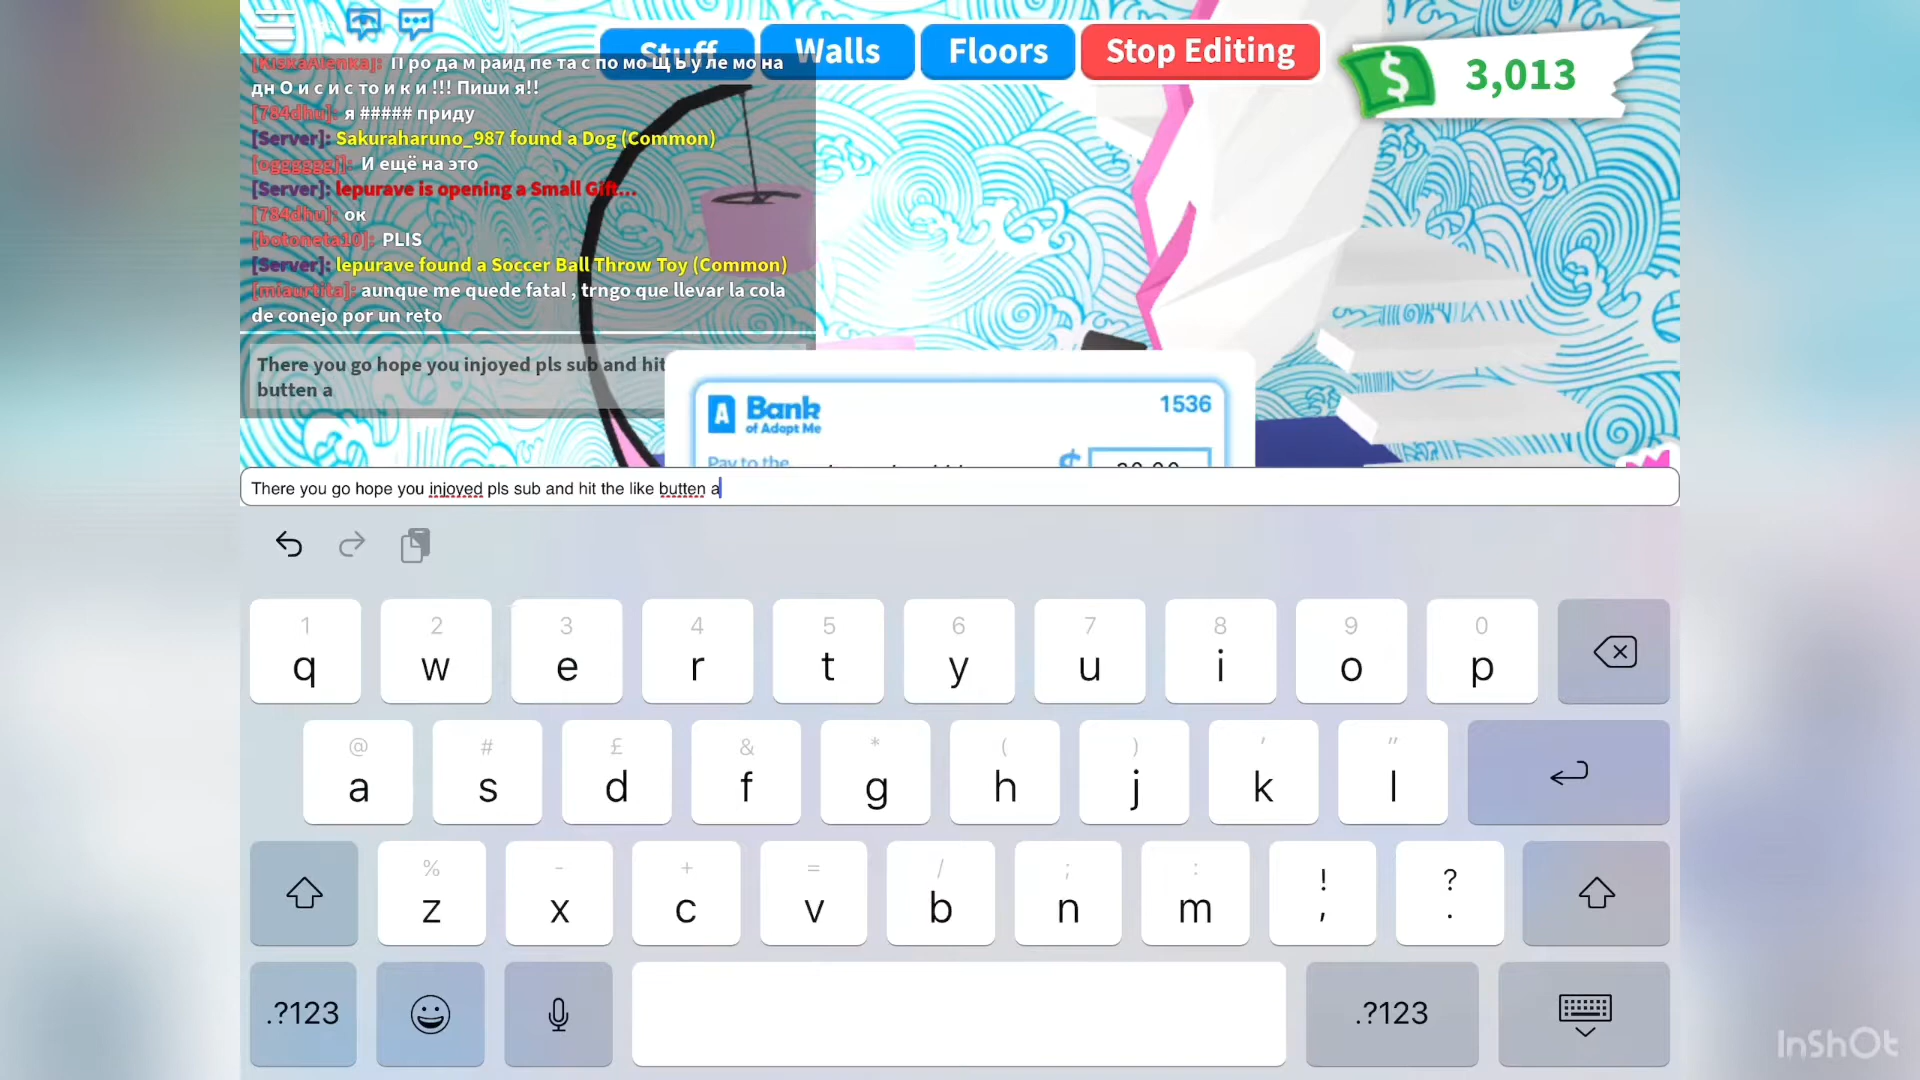 Stuff
Walls
Floors
Stop Editing
3,013
[KiskaAlenka]: П ро да м раид пе та с по мо Щ Ь у ле мо на
дн О и с и с то и к и !!! Пиши я!!
[784dhu]: я ##### приду
[Server]: Sakuraharuno_987 found a Dog (Common)
[oggggggj]: И ещё на это
[Server]: lepurave is opening a Small Gift...
[784dhu]: ок
[botoneta10]: PLIS
[Server]: lepurave found a Soccer Ball Throw Toy (Common)
[miaurtita]: aunque me quede fatal , trngo que llevar la cola
de conejo por un reto
There you go hope you injoyed pls sub and hit
butten a
Bank
of Adopt Me
1536
Pay to the
$
There you go hope you injoyed pls sub and hit the like butten a
1 2 3 4 5 6 7 8 9 0
q w e r t y u i o p
@ # £ & * ( ) ' "
a s d f g h j k l
% - + = / ; : ! ?
z x c v b n m , .
.?123 .?123
InShOt